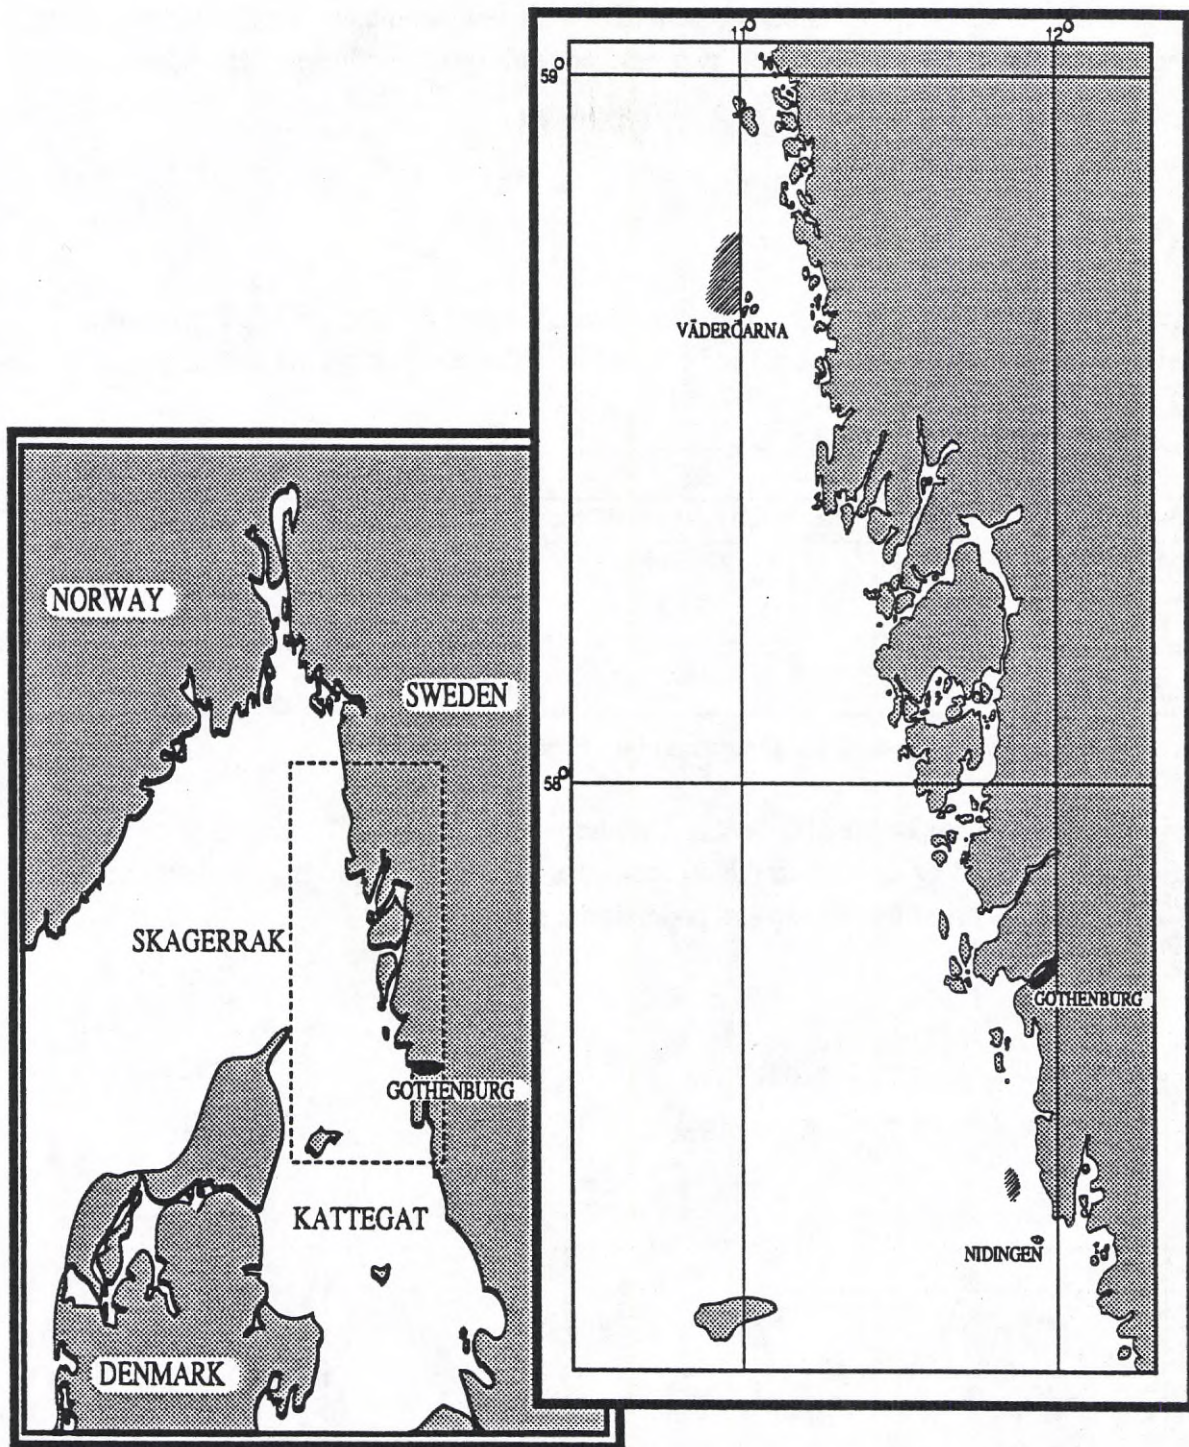 11°
12°
59°
VÄDERÖARNA
58°
GOTHENBURG
NIDINGEN
NORWAY
SWEDEN
SKAGERRAK
GOTHENBURG
KATTEGAT
DENMARK